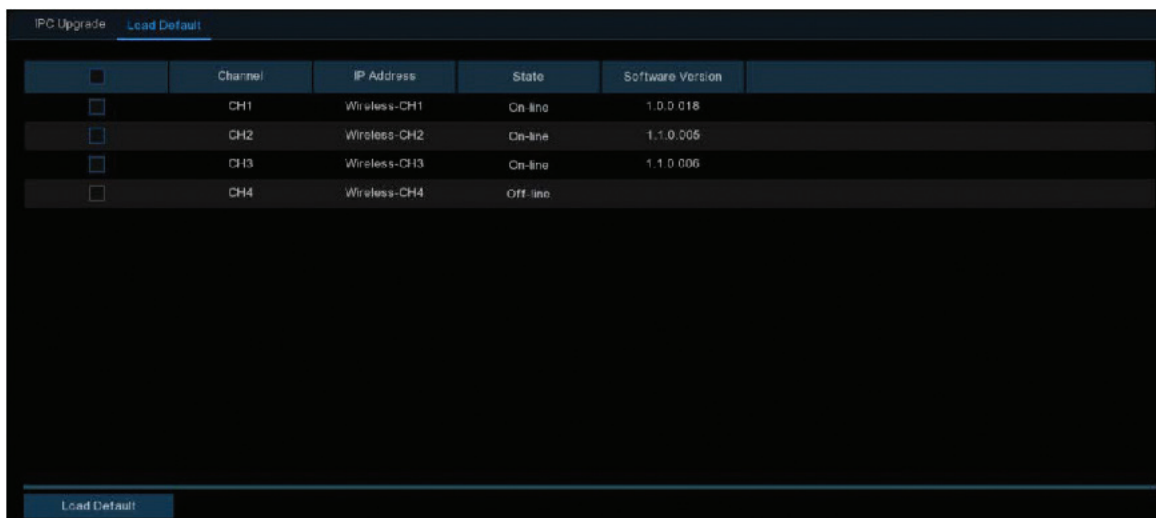 IPC Upgrade Load Default
Channel IP Address State Software Version
CH1 Wireless-CH1 On-line 1.0.0.018
CH2 Wireless-CH2 On-line 1.1.0.005
CH3 Wireless-CH3 On-line 1.1.0.006
CH4 Wireless-CH4 Off-line
Load Default